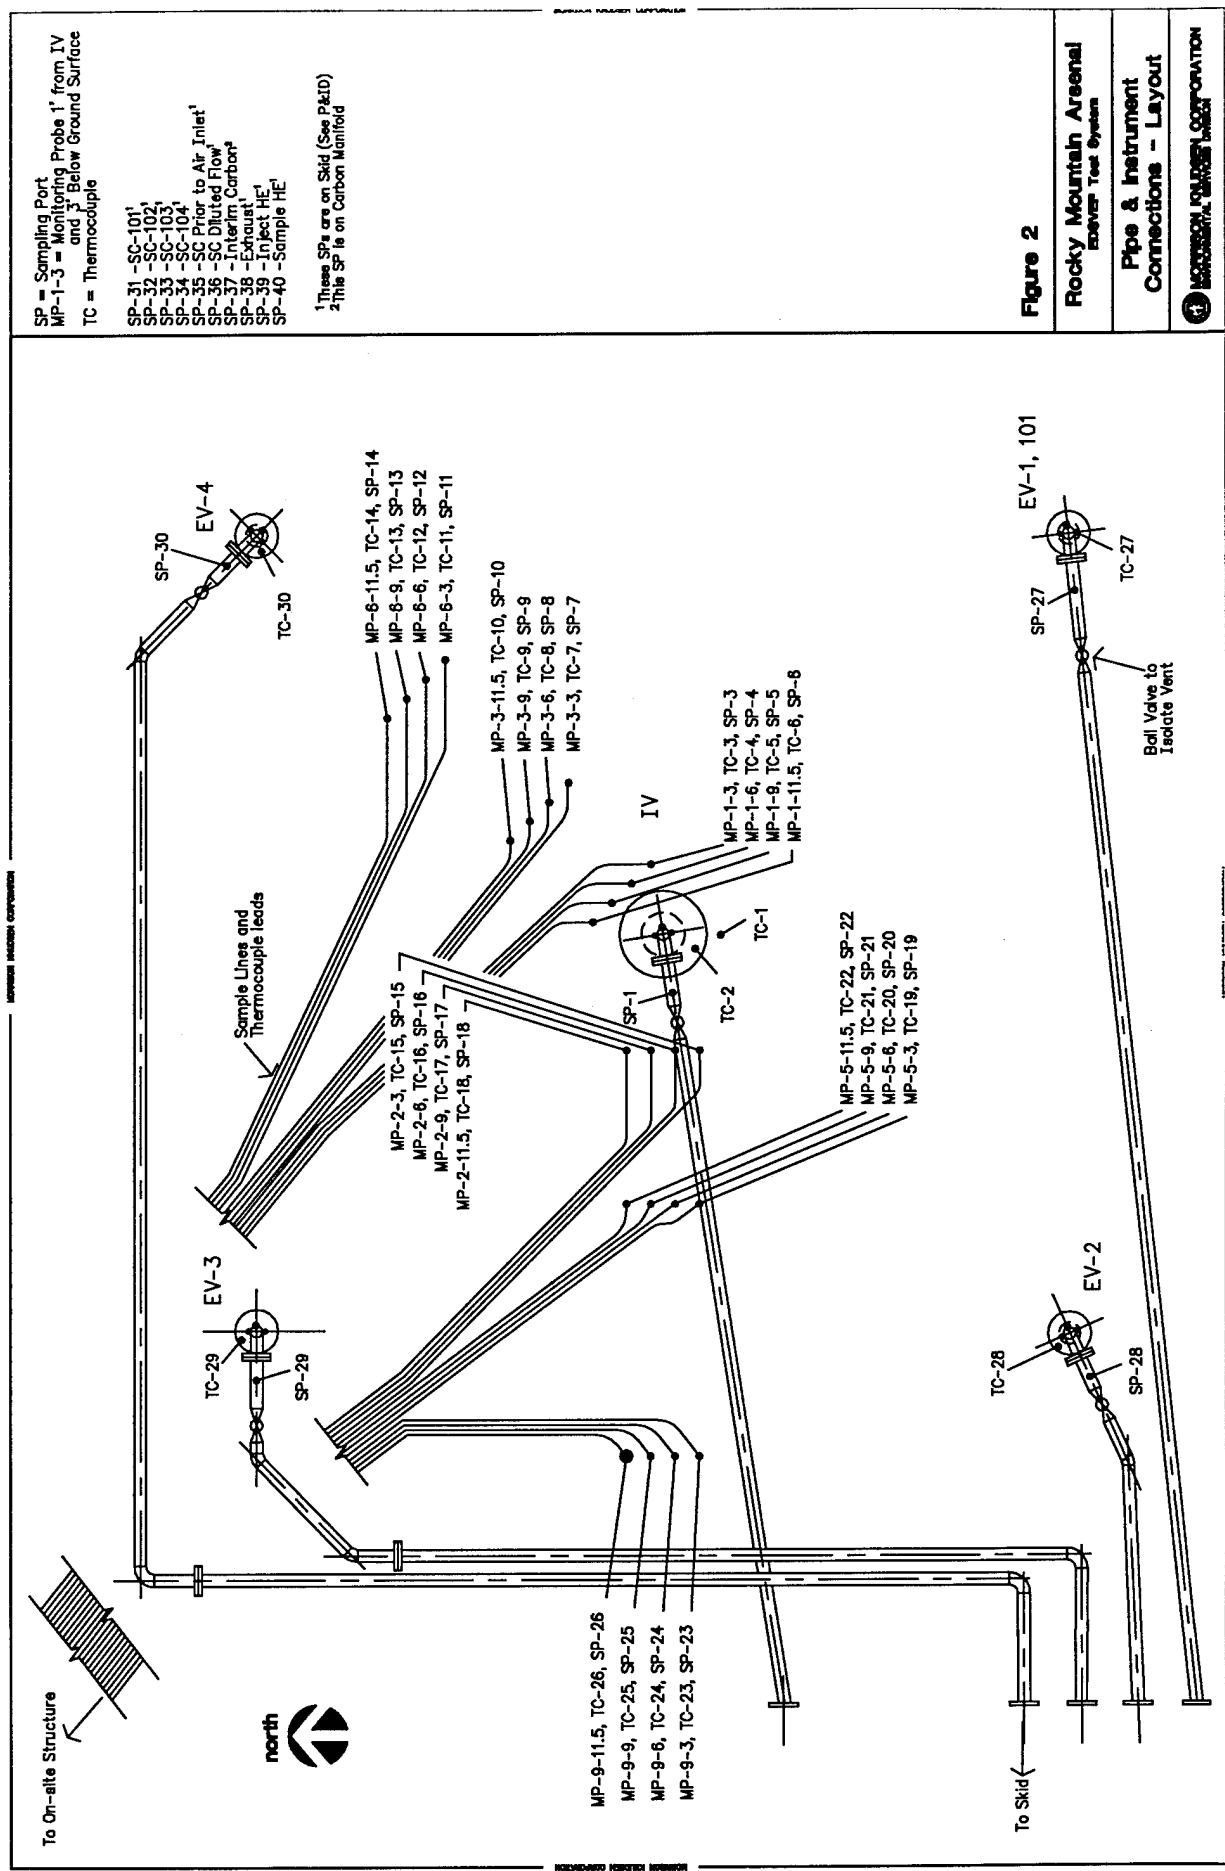 SP = Sampling Port
MP-1-3 = Monitoring Probe 1' from IV
and 3' Below Ground Surface
TC = Thermocouple
SP-31 -SC-101¹
SP-32 -SC-102¹
SP-33 -SC-103¹
SP-34 -SC-104¹
SP-35 -SC Prior to Air Inlet¹
SP-36 -SC Diluted Flow¹
SP-37 -Interim Carbon²
SP-38 -Exhaust¹
SP-39 -Inject HE¹
SP-40 -Sample HE¹
¹These SPs are on Skid (See P&ID)
²This SP is on Carbon Manifold
To On-site Structure
north
Sample Lines and
Thermocouple leads
SP-30
EV-4
TC-30
MP-6-11.5, TC-14, SP-14
MP-6-9, TC-13, SP-13
MP-6-6, TC-12, SP-12
MP-6-3, TC-11, SP-11
EV-3
TC-29
SP-29
MP-3-11.5, TC-10, SP-10
MP-3-9, TC-9, SP-9
MP-3-6, TC-8, SP-8
MP-3-3, TC-7, SP-7
MP-2-3, TC-15, SP-15
MP-2-6, TC-16, SP-16
MP-2-9, TC-17, SP-17
MP-2-11.5, TC-18, SP-18
IV
SP-1
TC-2
TC-1
MP-1-3, TC-3, SP-3
MP-1-6, TC-4, SP-4
MP-1-9, TC-5, SP-5
MP-1-11.5, TC-6, SP-6
MP-9-11.5, TC-26, SP-26
MP-9-9, TC-25, SP-25
MP-9-6, TC-24, SP-24
MP-9-3, TC-23, SP-23
MP-5-11.5, TC-22, SP-22
MP-5-9, TC-21, SP-21
MP-5-6, TC-20, SP-20
MP-5-3, TC-19, SP-19
To Skid
TC-28
EV-2
SP-28
EV-1, 101
SP-27
TC-27
Ball Valve to
Isolate Vent
Figure 2
Rocky Mountain Arsenal
Test System
Pipe & Instrument
Connections - Layout
MORRISON KNUDSEN CORPORATION
ENVIRONMENTAL SERVICES DIVISION
MORRISON KNUDSEN CORPORATION
MORRISON KNUDSEN CORPORATION